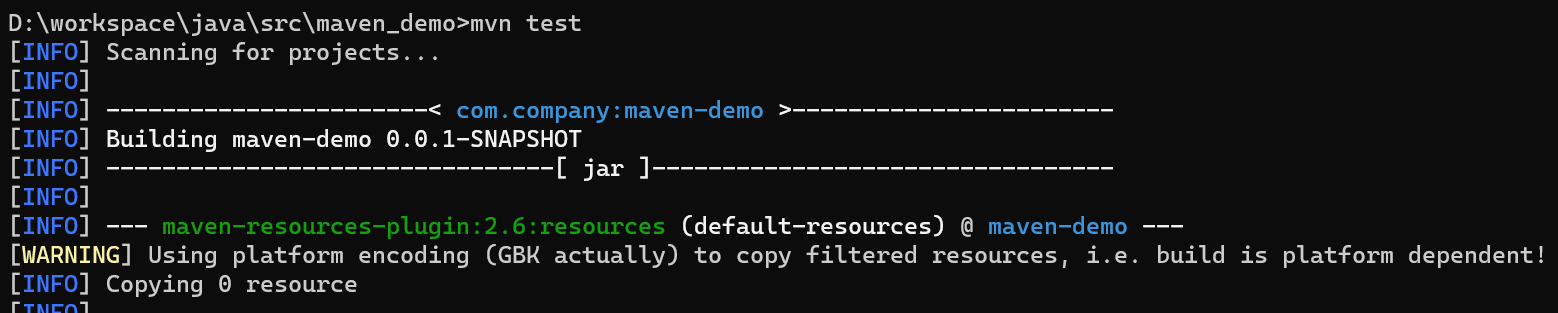 D:\workspace\java\src\maven_demo>mvn test
[INFO] Scanning for projects...
[INFO]
[INFO] -----------------------< com.company:maven-demo >-----------------------
[INFO] Building maven-demo 0.0.1-SNAPSHOT
[INFO] --------------------------------[ jar ]---------------------------------
[INFO]
[INFO] --- maven-resources-plugin:2.6:resources (default-resources) @ maven-demo ---
[WARNING] Using platform encoding (GBK actually) to copy filtered resources, i.e. build is platform dependent!
[INFO] Copying 0 resource
[INFO]